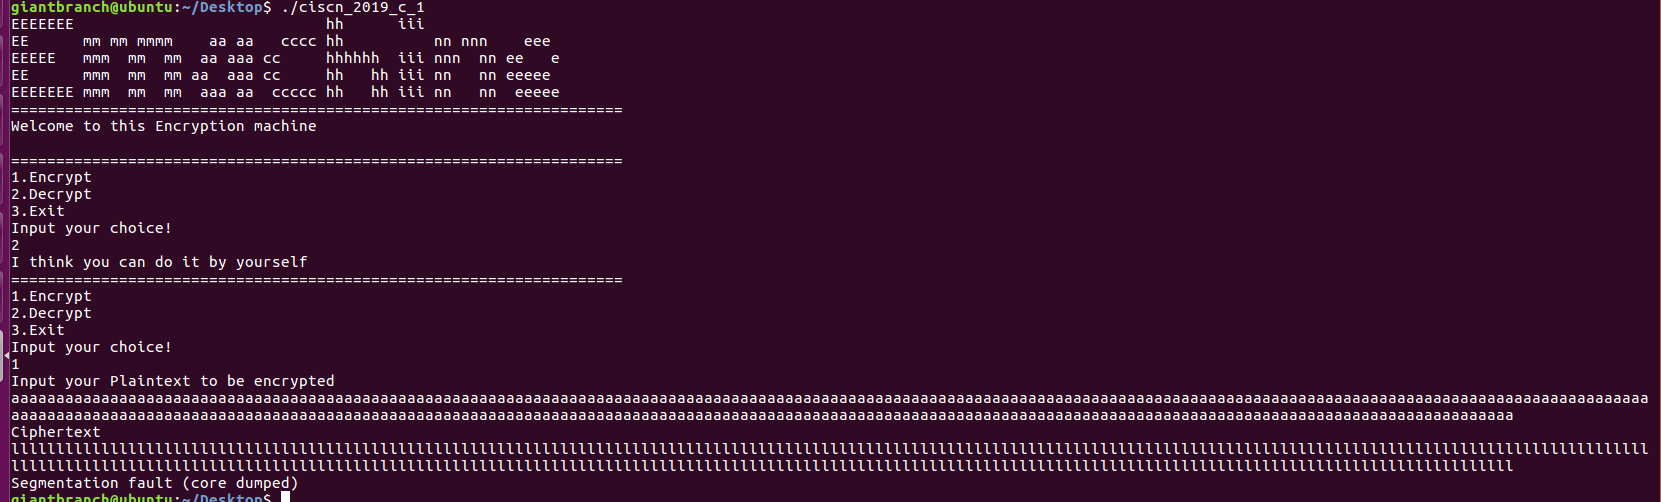 giantbranch@ubuntu:~/Desktop$ ./ciscn_2019_c_1
EEEEEEE                            hh      iii
EE      mm mm mmmm    aa aa   cccc hh          nn nnn    eee
EEEEE   mmm  mm  mm  aa aaa cc     hhhhhh  iii nnn  nn ee   e
EE      mmm  mm  mm aa  aaa cc     hh   hh iii nn   nn eeeee
EEEEEEE mmm  mm  mm  aaa aa  ccccc hh   hh iii nn   nn  eeeee
====================================================================
Welcome to this Encryption machine
====================================================================
1.Encrypt
2.Decrypt
3.Exit
Input your choice!
2
I think you can do it by yourself
====================================================================
1.Encrypt
2.Decrypt
3.Exit
Input your choice!
1
Input your Plaintext to be encrypted
aaaaaaaaaaaaaaaaaaaaaaaaaaaaaaaaaaaaaaaaaaaaaaaaaaaaaaaaaaaaaaaaaaaaaaaaaaaaaaaaaaaaaaaaaaaaaaaaaaaaaaaaaaaaaaaaaaaaaaaaaaaaaaaaaaaaaaaaaaaaaaaaaaaaaaaaaaaaaaaaaaaaaaaaaaaaaaaaaaaaaa
aaaaaaaaaaaaaaaaaaaaaaaaaaaaaaaaaaaaaaaaaaaaaaaaaaaaaaaaaaaaaaaaaaaaaaaaaaaaaaaaaaaaaaaaaaaaaaaaaaaaaaaaaaaaaaaaaaaaaaaaaaaaaaaaaaaaaaaaaaaaaaaaaaaaaaaaaaaaaaaaaaaaaaa
Ciphertext
llllllllllllllllllllllllllllllllllllllllllllllllllllllllllllllllllllllllllllllllllllllllllllllllllllllllllllllllllllllllllllllllllllllllllllllllllllllllllllllllllllllllllllllllllllll
lllllllllllllllllllllllllllllllllllllllllllllllllllllllllllllllllllllllllllllllllllllllllllllllllllllllllllllllllllllllllllllllllllllllllllllllllllllllllllllllllllllll
Segmentation fault (core dumped)
giantbranch@ubuntu:~/Desktop$